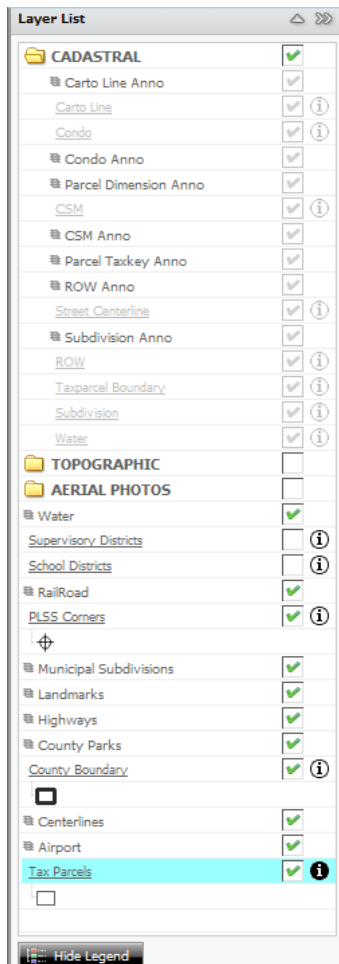 Layer List
CADASTRAL
Carto Line Anno
Carto Line
Condo
Condo Anno
Parcel Dimension Anno
CSM
CSM Anno
Parcel Taxkey Anno
ROW Anno
Street Centerline
Subdivision Anno
ROW
Taxparcel Boundary
Subdivision
Water
TOPOGRAPHIC
AERIAL PHOTOS
Water
Supervisory Districts
School Districts
RailRoad
PLSS Corners
Municipal Subdivisions
Landmarks
Highways
County Parks
County Boundary
Centerlines
Airport
Tax Parcels
Hide Legend